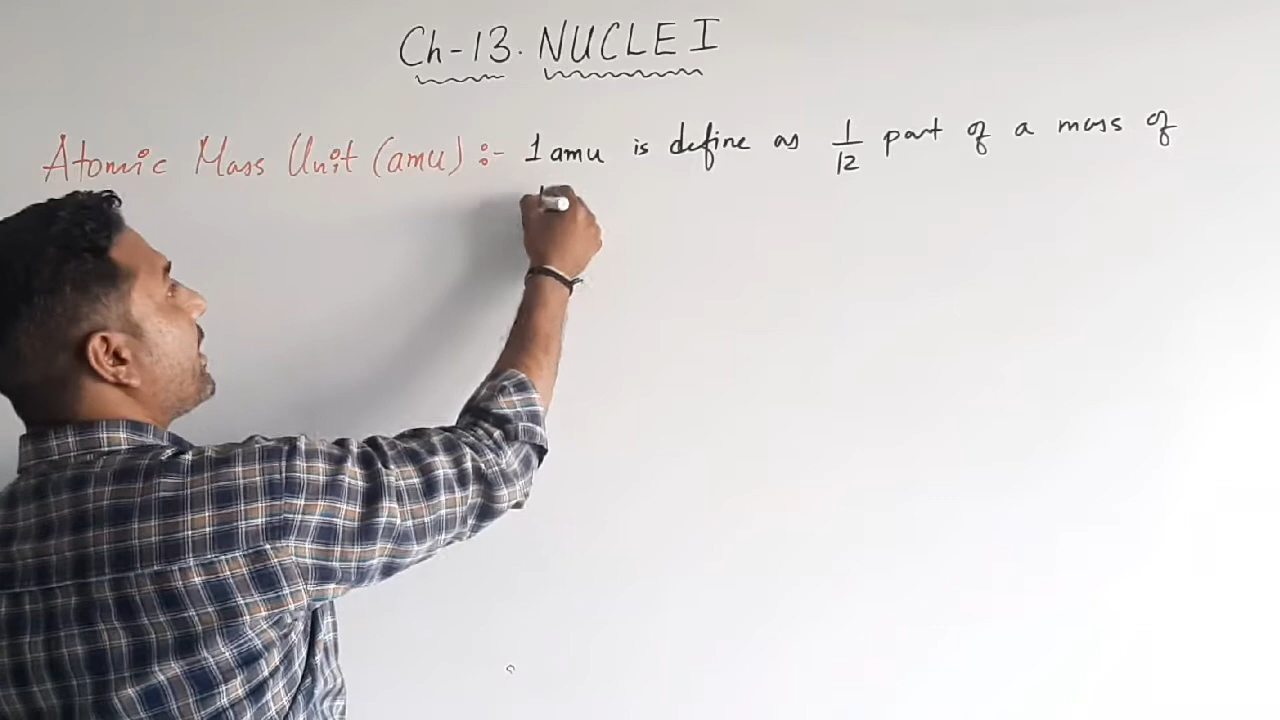 Ch-13. NUCLEI
Atomic Mass Unit (amu) :- 1 amu is define as 1/12 part of a mass of